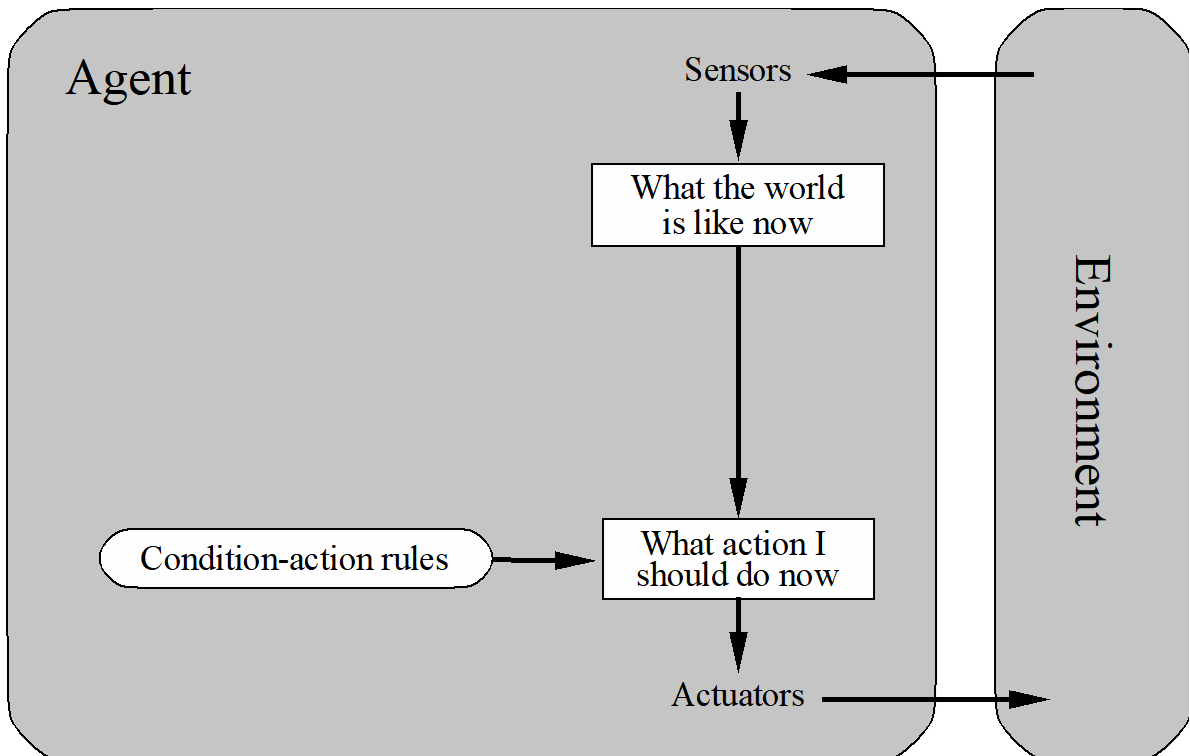 Agent
Sensors
What the world
is like now
Environment
Condition-action rules
What action I
should do now
Actuators